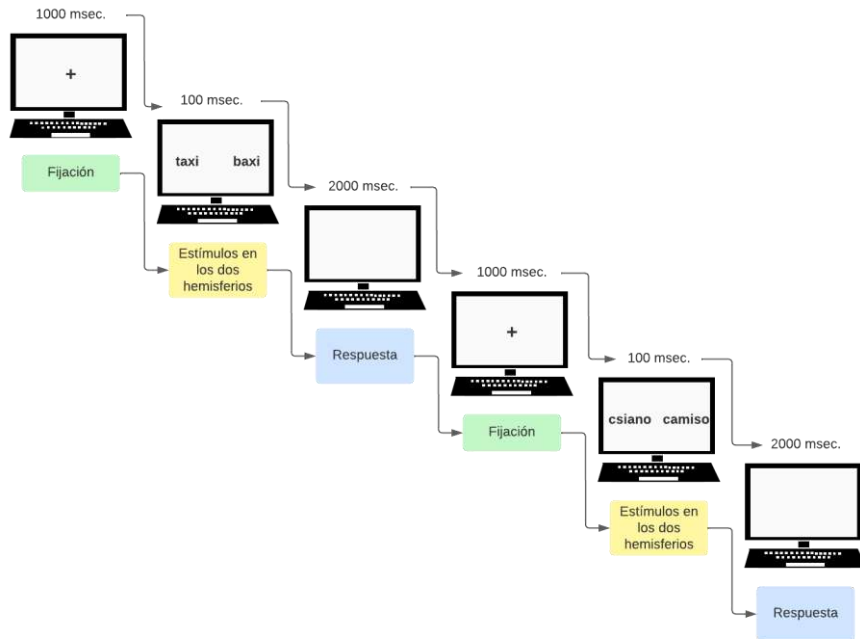 1000 msec.
+
Fijación
100 msec.
taxi baxi
Estímulos en
los dos
hemisferios
2000 msec.
Respuesta
1000 msec.
+
Fijación
100 msec.
csiano camiso
Estímulos en
los dos
hemisferios
2000 msec.
Respuesta